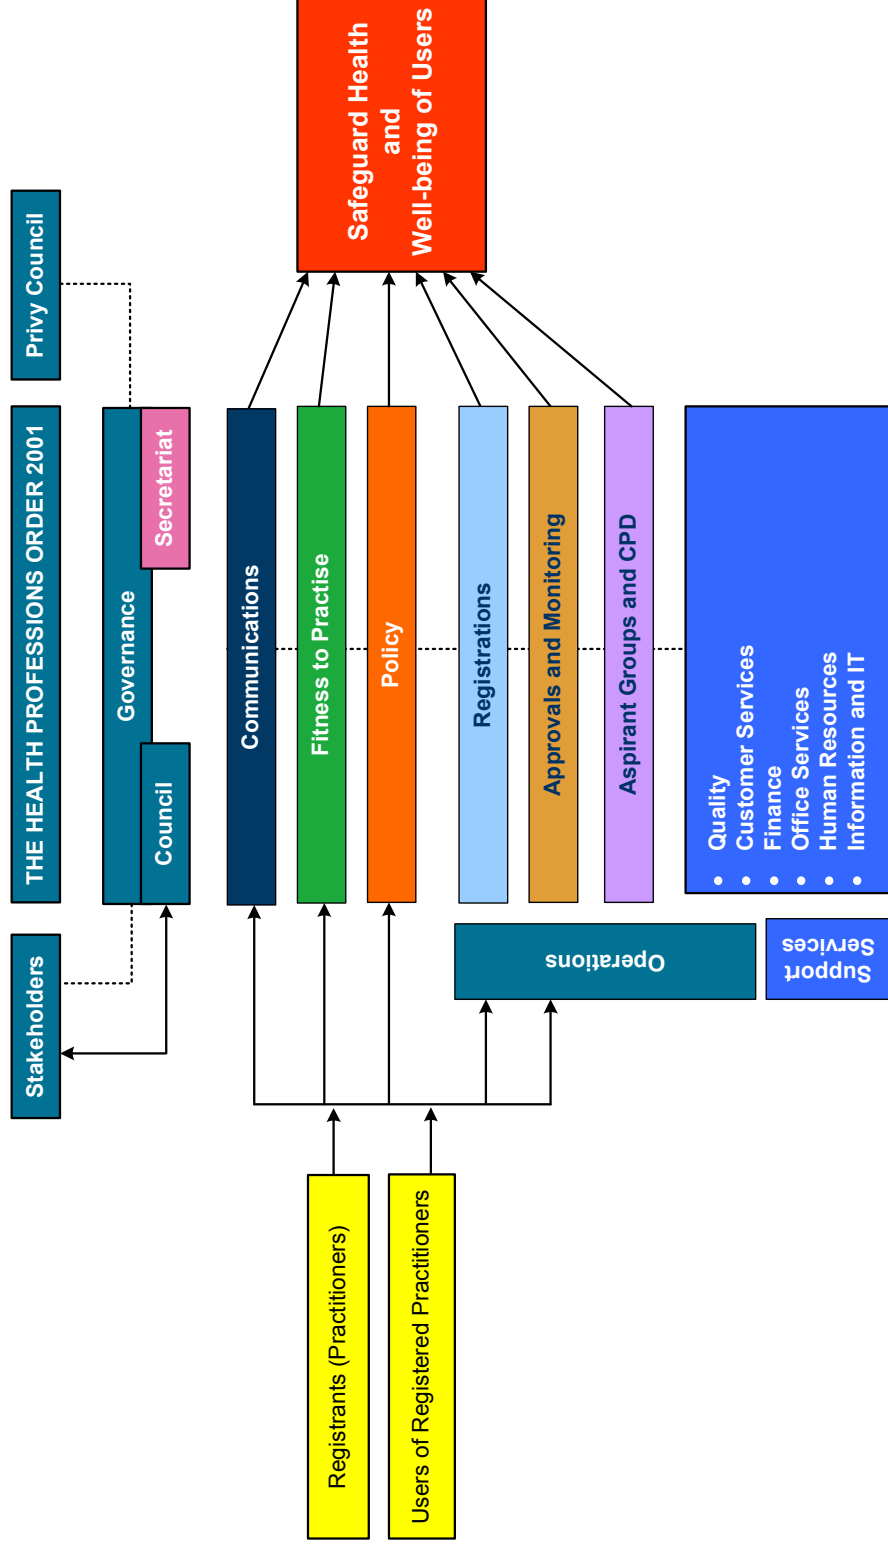 Stakeholders
THE HEALTH PROFESSIONS ORDER 2001
Privy Council
Governance
Council
Secretariat
Communications
Fitness to Practise
Policy
Registrations
Approvals and Monitoring
Aspirant Groups and CPD
Operations
Support
Services
• Quality
• Customer Services
• Finance
• Office Services
• Human Resources
• Information and IT
Registrants (Practitioners)
Users of Registered Practitioners
Safeguard Health
and
Well-being of Users